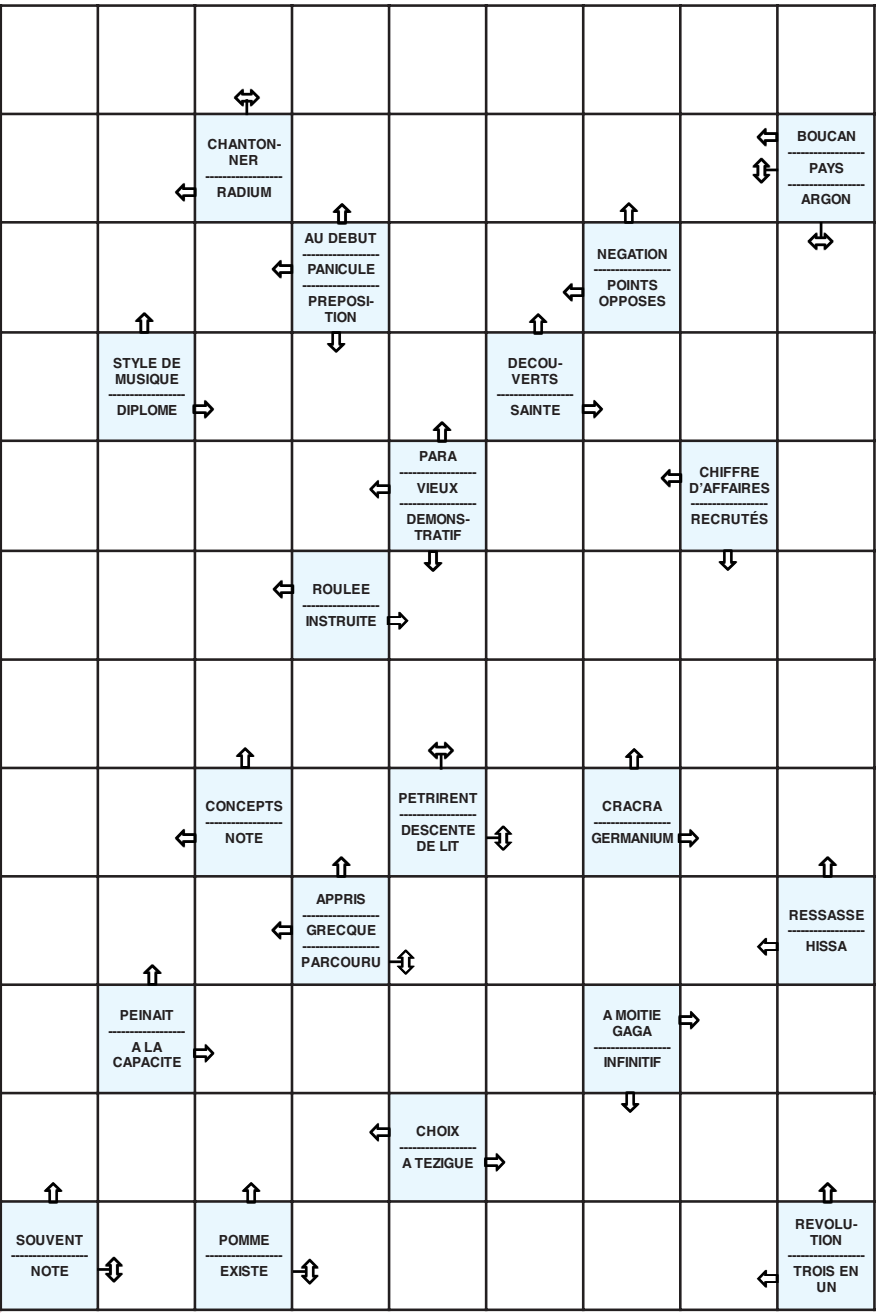 CHANTON-
NER
RADIUM
BOUCAN
PAYS
ARGON
AU DEBUT
PANICULE
PREPOSI-
TION
NEGATION
POINTS
OPPOSES
STYLE DE
MUSIQUE
DIPLOME
DECOU-
VERTS
SAINTE
PARA
VIEUX
DEMONS-
TRATIF
CHIFFRE
D'AFFAIRES
RECRUTÉS
ROULEE
INSTRUITE
CONCEPTS
NOTE
PETRIRENT
DESCENTE
DE LIT
CRACRA
GERMANIUM
APPRIS
GRECQUE
PARCOURU
RESSASSE
HISSA
PEINAIT
A LA
CAPACITE
A MOITIE
GAGA
INFINITIF
CHOIX
A TEZIGUE
SOUVENT
NOTE
POMME
EXISTE
REVOLU-
TION
TROIS EN
UN